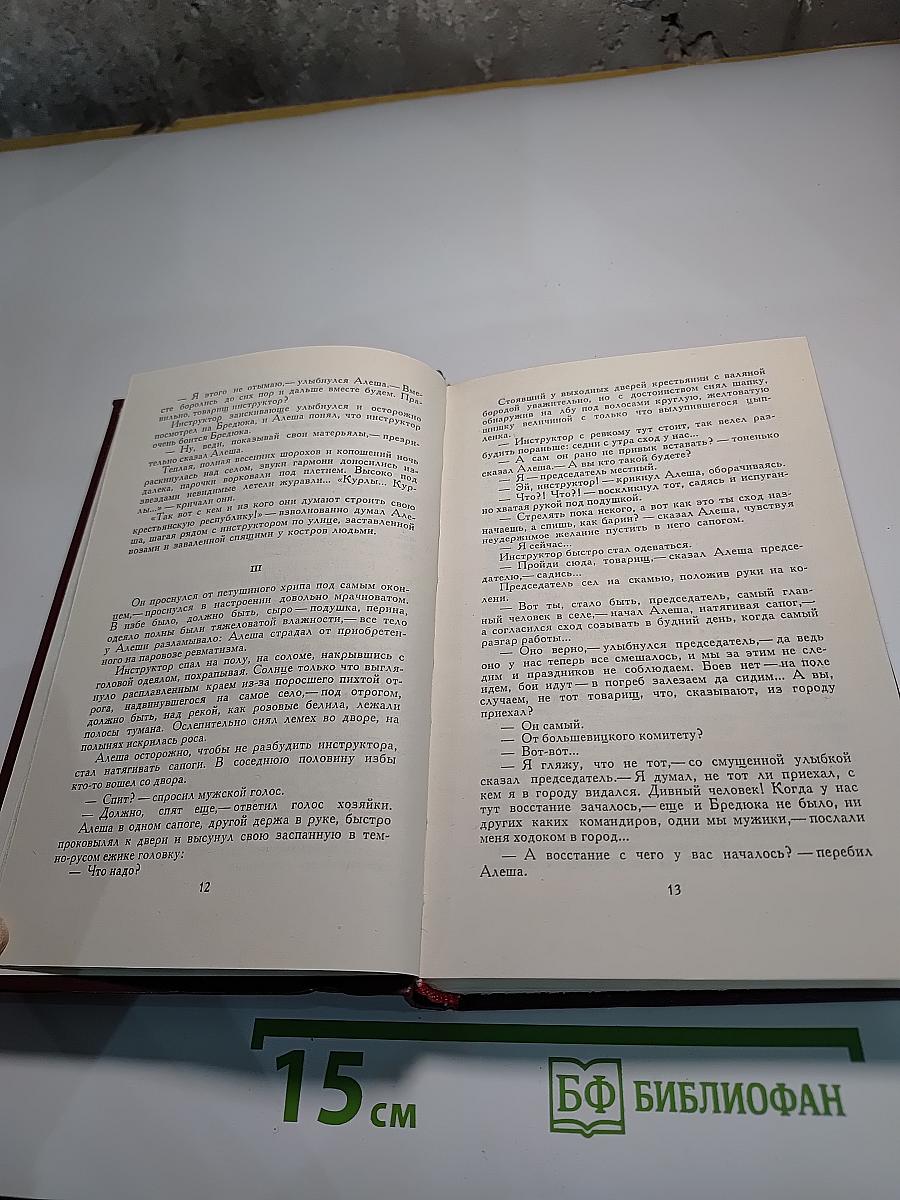 — Я этого не отымаю,— улыбнулся Алеша.— Вме-
сте боролись до сих пор и дальше вместе будем. Пра-
вильно, товарищ инструктор?
Инструктор заискивающе улыбнулся и осторожно
посмотрел на Бредюка, и Алеша понял, что инструктор
очень боится Бредюка.
— Ну, веди, показывай свои матерьялы,— презри-
тельно сказал Алеша.
Теплая, полная весенних шорохов и копошений ночь
раскинулась над селом, звуки гармони доносились из-
далека, парочки ворковали под плетнем. Высоко под
звездами невидимые летели журавли... «Курлы... Кур-
лы...» — кричали они.
«Так вот с кем и из кого они думают строить свою
крестьянскую республику!» — взволнованно думал Але-
ша, шагая рядом с инструктором по улице, заставленной
возами и заваленной спящими у костров людьми.
III
Он проснулся от петушиного хрипа под самым окон-
цем,— проснулся в настроении довольно мрачноватом.
В избе было, должно быть, сыро — подушка, перина,
одеяло полны были тяжеловатой влажности,— все тело
у Алеши разламывало: Алеша страдал от приобретен-
ного на паровозе ревматизма.
Инструктор спал на полу, на соломе, накрывшись с
головой одеялом, похрапывая. Солнце только что выгля-
нуло расплавленным краем из-за поросшего пихтой от-
рога, надвинувшегося на самое село,— под отрогом,
должно быть, над рекой, как розовые белила, лежали
полосы тумана. Ослепительно сиял лемех во дворе, на
полынях искрилась роса.
Алеша осторожно, чтобы не разбудить инструктора,
стал натягивать сапоги. В соседнюю половину избы
кто-то вошел со двора.
— Спит? — спросил мужской голос.
— Должно, спят еще,— ответил голос хозяйки.
Алеша в одном сапоге, другой держа в руке, быстро
проковылял к двери и высунул свою заспанную в тем-
но-русом ежике головку:
— Что надо?
12
Стоявший у выходных дверей крестьянин с валяной
бородой уважительно, но с достоинством снял шапку,
обнаружив на лбу под волосами круглую, желтоватую
шишку величиной с только что вылупившегося цып-
ленка.
— Инструктор с ревкому тут стоит, так велел раз-
будить пораньше: седни с утра сход у нас...
— А сам он рано не привык вставать? — тоненько
сказал Алеша.— А вы кто такой будете?
— Я — председатель местный.
— Эй, инструктор! — крикнул Алеша, оборачиваясь.
— Что?! Что?! — воскликнул тот, садясь и испуган-
но хватая рукой под подушкой.
— Стрелять пока некого, а вот как это ты сход наз-
начаешь, а спишь, как барин? — сказал Алеша, чувствуя
неудержимое желание пустить в него сапогом.
— Я сейчас...
Инструктор быстро стал одеваться.
— Пройди сюда, товарищ,— сказал Алеша предсе-
дателю,— садись...
Председатель сел на скамью, положив руки на ко-
лени.
— Вот ты, стало быть, председатель, самый глав-
ный человек в селе,— начал Алеша, натягивая сапог,—
а согласился сход созывать в будний день, когда самый
разгар работы...
— Оно верно,— улыбнулся председатель,— да ведь
оно у нас теперь все смешалось, и мы за этим не сле-
дим и праздников не соблюдаем. Боев нет — на поле
идем, бои идут — в погреб залезаем да сидим... А вы,
случаем, не тот товарищ, что, сказывают, из городу
приехал?
— Он самый.
— От большевицкого комитету?
— Вот-вот...
— Я гляжу, что не тот,— со смущенной улыбкой
сказал председатель.— Я думал, не тот ли приехал, с
кем я в городу видался. Дивный человек! Когда у нас
тут восстание зачалось,— еще и Бредюка не было, ни
других каких командиров, одни мы мужики,— послали
меня ходоком в город...
— А восстание с чего у вас началось? — перебил
Алеша.
13
15 см
БФ БИБЛИОФАН